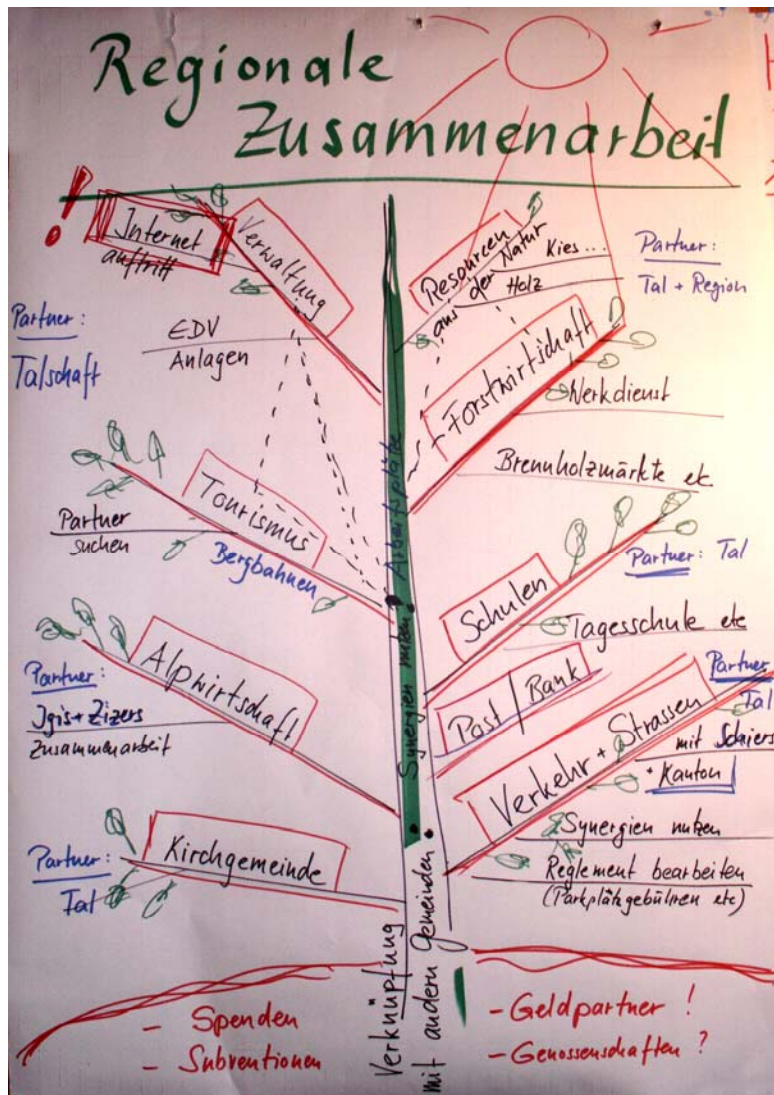 Regionale
Zusammenarbeit
!
Internet
auftritt
Verwaltung
EDV
Anlagen
Partner:
Talschaft
Resourcen
aus der Natur
Kies...
Holz
Partner:
Tal + Region
Forstwirtschaft
Werkdienst
Brennholzmärkte etc
Tourismus
Partner
suchen
Bergbahnen
Schulen
Partner: Tal
Tagesschule etc
Alpwirtschaft
Partner:
Igis + Zizers
Zusammenarbeit
Post / Bank
Verkehr + Strassen
Partner
Tal
mit Schiers
+ Kanton
Synergien nutzen
Reglement bearbeiten
(Parkplätzgebühren etc)
Kirchgemeinde
Partner:
Tal
Arbeitsplätze
Synergien nutzen
Verknüpfung
mit andern Gemeinden
- Spenden
- Subventionen
- Geldpartner !
- Genossenschaften ?